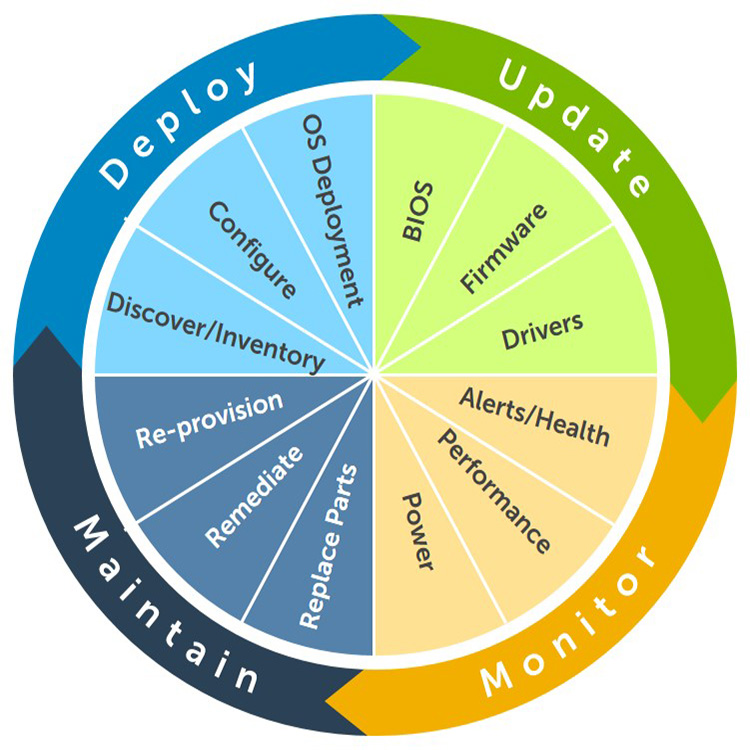 Deploy
Discover/Inventory
Configure
OS Deployment
Update
BIOS
Firmware
Drivers
Monitor
Alerts/Health
Performance
Power
Maintain
Replace Parts
Remediate
Re-provision